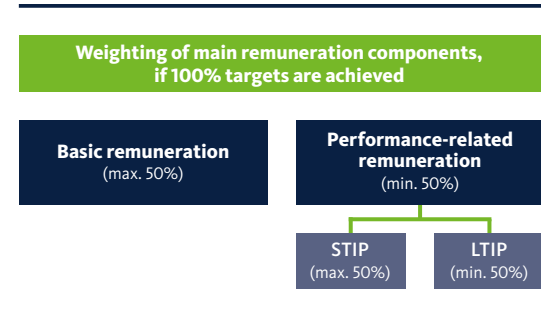 Weighting of main remuneration components,
if 100% targets are achieved
Basic remuneration
(max. 50%)
Performance-related
remuneration
(min. 50%)
STIP
(max. 50%)
LTIP
(min. 50%)